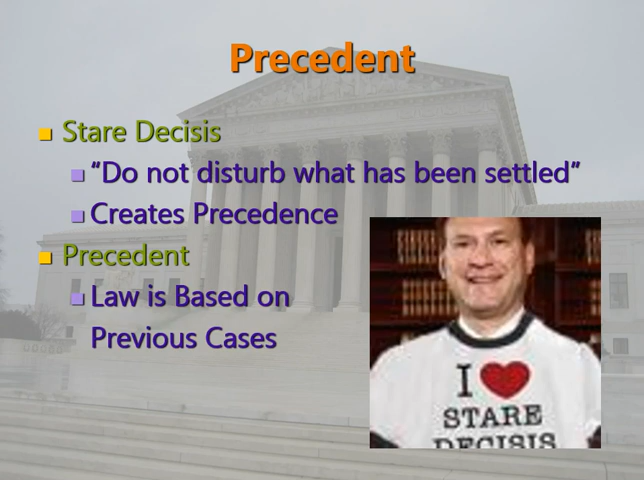 Precedent
Stare Decisis
“Do not disturb what has been settled”
Creates Precedence
Precedent
Law is Based on
Previous Cases
I ♥
STARE
DECISIS